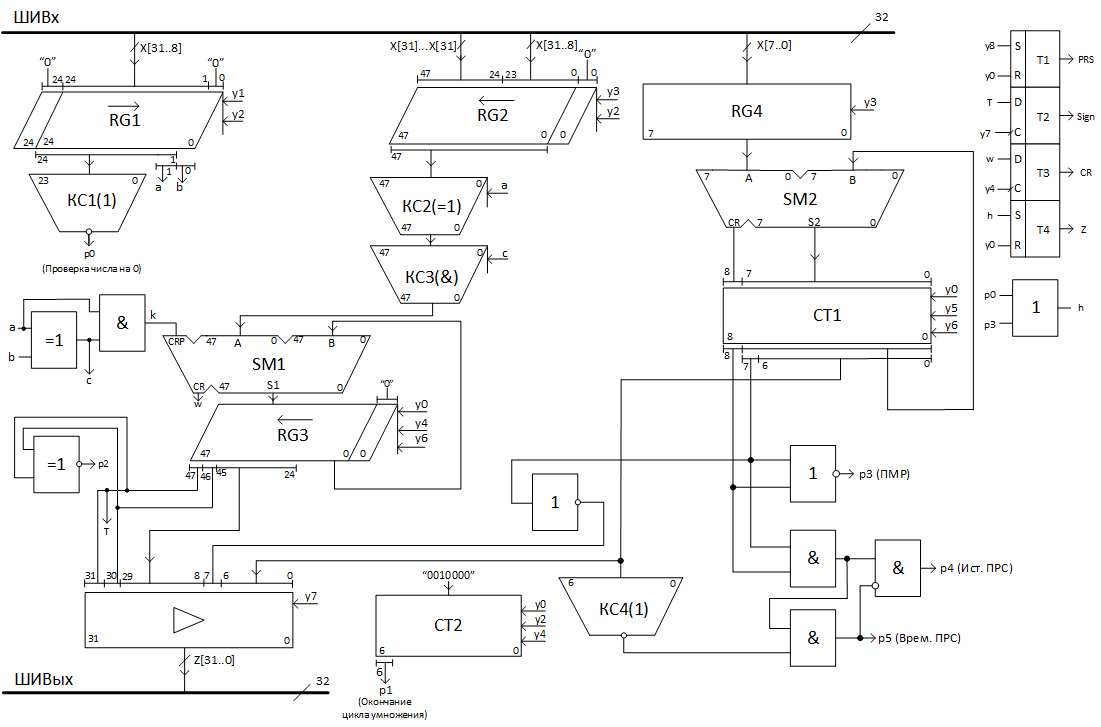 ШИВх
32
X[31..8]
X[31]...X[31]
X[31..8]
X[7..0]
"0"
24 24
1
0
RG1
y1
y2
24
24
0
24
1
1
0
a
b
23
0
КС1(1)
p0
(Проверка числа на 0)
"0"
47
24
23
0
0
RG2
y3
y2
47
0
0
47
47
0
КС2(=1)
a
47
0
47
0
КС3(&)
c
47
0
RG4
y3
7
0
7
A
0
7
B
0
SM2
CR
7
S2
0
8
7
0
CT1
y0
y5
y6
8
8
7
6
0
y8
S
T1
PRS
y0
R
T
D
T2
Sign
y7
C
w
D
T3
CR
y4
C
h
S
T4
Z
y0
R
p0
p3
1
h
a
b
=1
&
k
c
CRP
47
A
0
47
B
0
SM1
CR
47
S1
0
w
"0"
RG3
y0
y4
y6
47
0
0
47
46
45
24
=1
p2
T
31
30
29
8
7
6
0
y7
31
0
Z[31..0]
ШИВых
32
1
"0010000"
CT2
y0
y2
y4
6
0
6
p1
(Окончание
цикла умножения)
6
0
КС4(1)
1
p3 (ПМР)
&
&
p4 (Ист. ПРС)
&
p5 (Врем. ПРС)